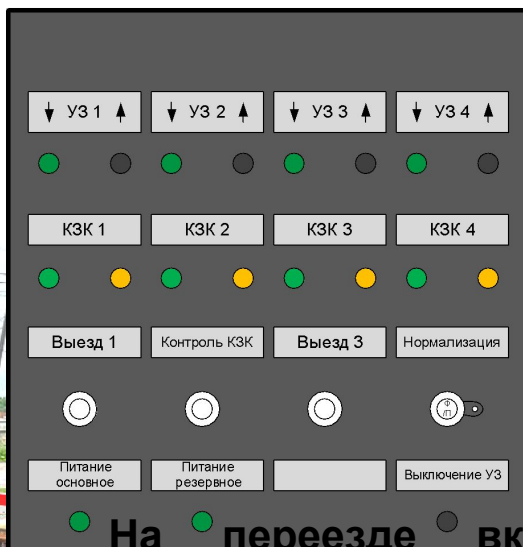 ↓ УЗ 1 ↑ ↓ УЗ 2 ↑ ↓ УЗ 3 ↑ ↓ УЗ 4 ↑
КЗК 1 КЗК 2 КЗК 3 КЗК 4
Выезд 1 Контроль КЗК Выезд 3 Нормализация
Ф
/П
Питание
основное
Питание
резервное
Выключение УЗ
На переезде вк